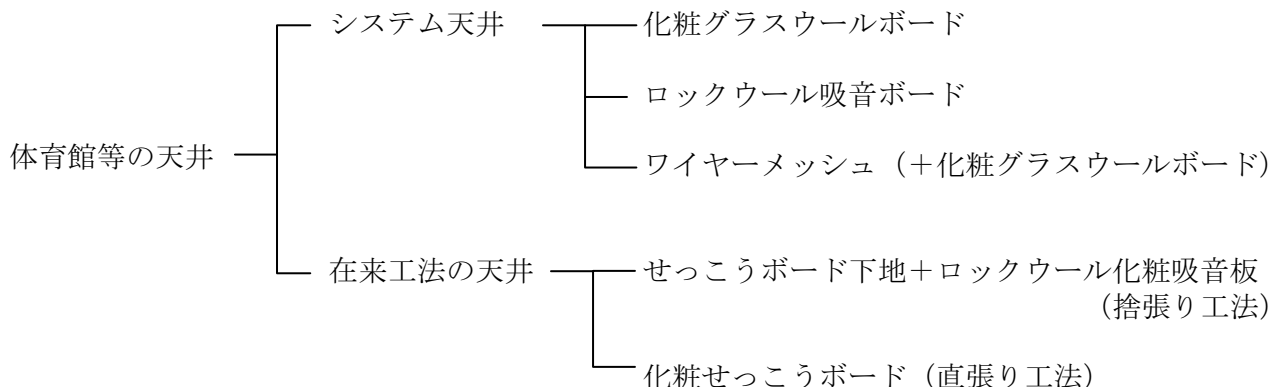 システム天井
化粧グラスウールボード
ロックウール吸音ボード
体育館等の天井
ワイヤーメッシュ（＋化粧グラスウールボード）
在来工法の天井
せっこうボード下地＋ロックウール化粧吸音板
（捨張り工法）
化粧せっこうボード（直張り工法）